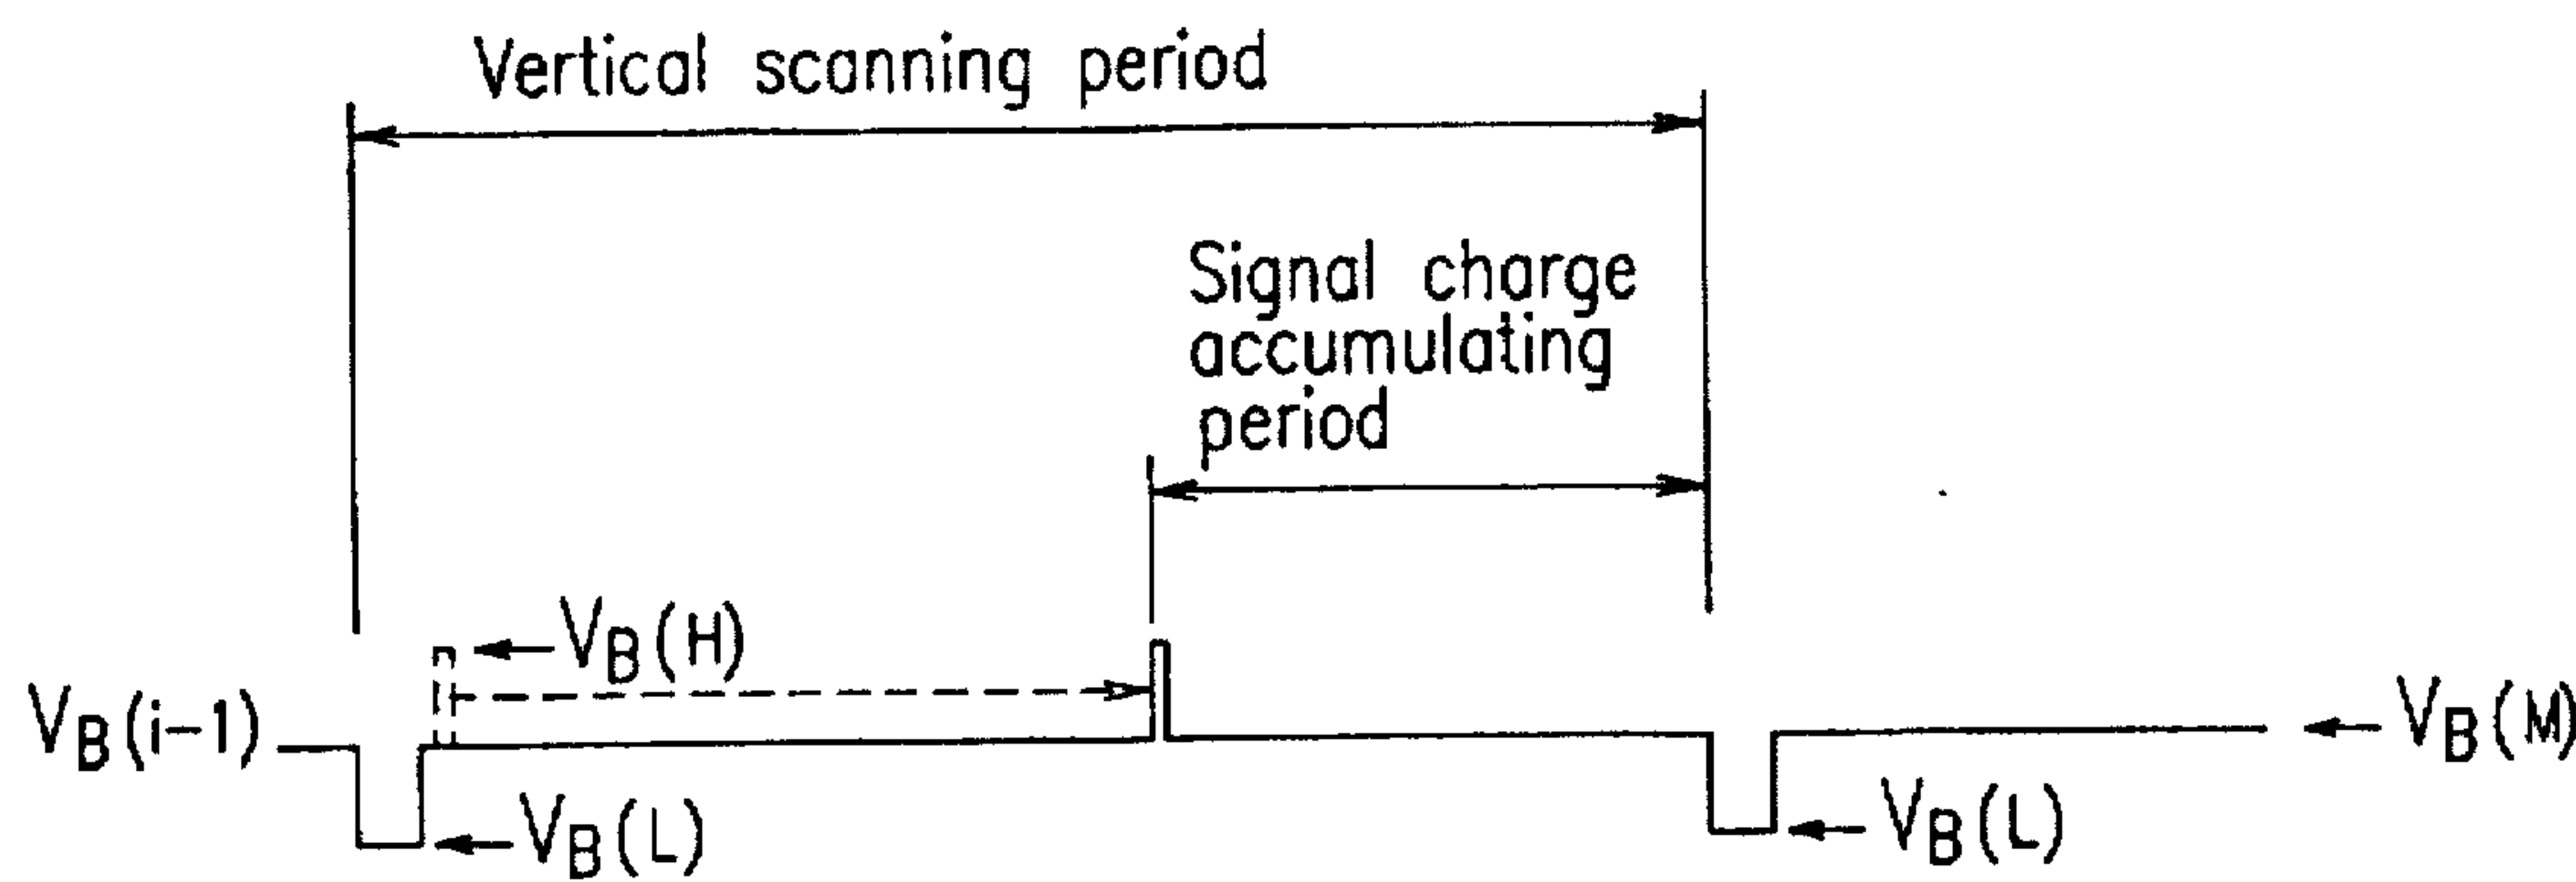 Vertical scanning period
Signal charge
accumulating
period
VB(H)
VB(i-1)
VB(M)
VB(L)
VB(L)